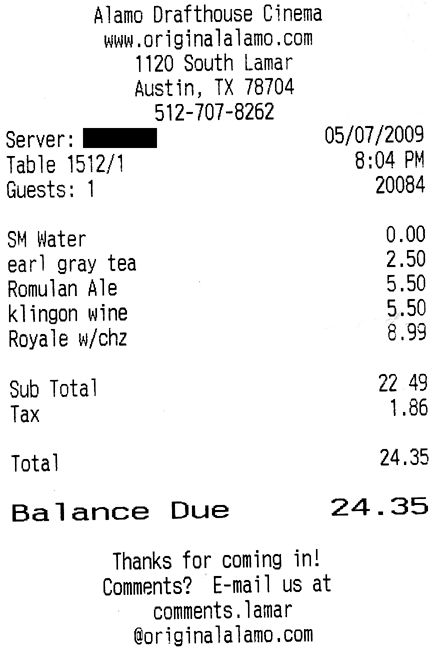 Alamo Drafthouse Cinema
www.originalalamo.com
1120 South Lamar
Austin, TX 78704
512-707-8262
Server: 05/07/2009
Table 1512/1 8:04 PM
Guests: 1 20084
SM Water 0.00
earl gray tea 2.50
Romulan Ale 5.50
klingon wine 5.50
Royale w/chz 8.99
Sub Total 22 49
Tax 1.86
Total 24.35
Balance Due 24.35
Thanks for coming in!
Comments? E-mail us at
comments.lamar
@originalalamo.com